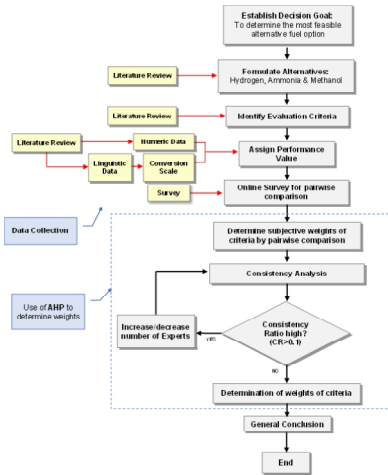 Establish Decision Goal:
To determine the most feasible
alternative fuel option
Literature Review
Formulate Alternatives:
Hydrogen, Ammonia & Methanol
Literature Review
Identify Evaluation Criteria
Literature Review
Numeric Data
Linguistic
Data
Conversion
Scale
Assign Performance
Value
Survey
Online Survey for pairwise
comparison
Data Collection
Determine subjective weights of
criteria by pairwise comparison
Consistency Analysis
Use of AHP to
determine weights
Increase/decrease
number of Experts
YES
Consistency
Ratio high?
(CR>0.1)
NO
Determination of weights of criteria
General Conclusion
End